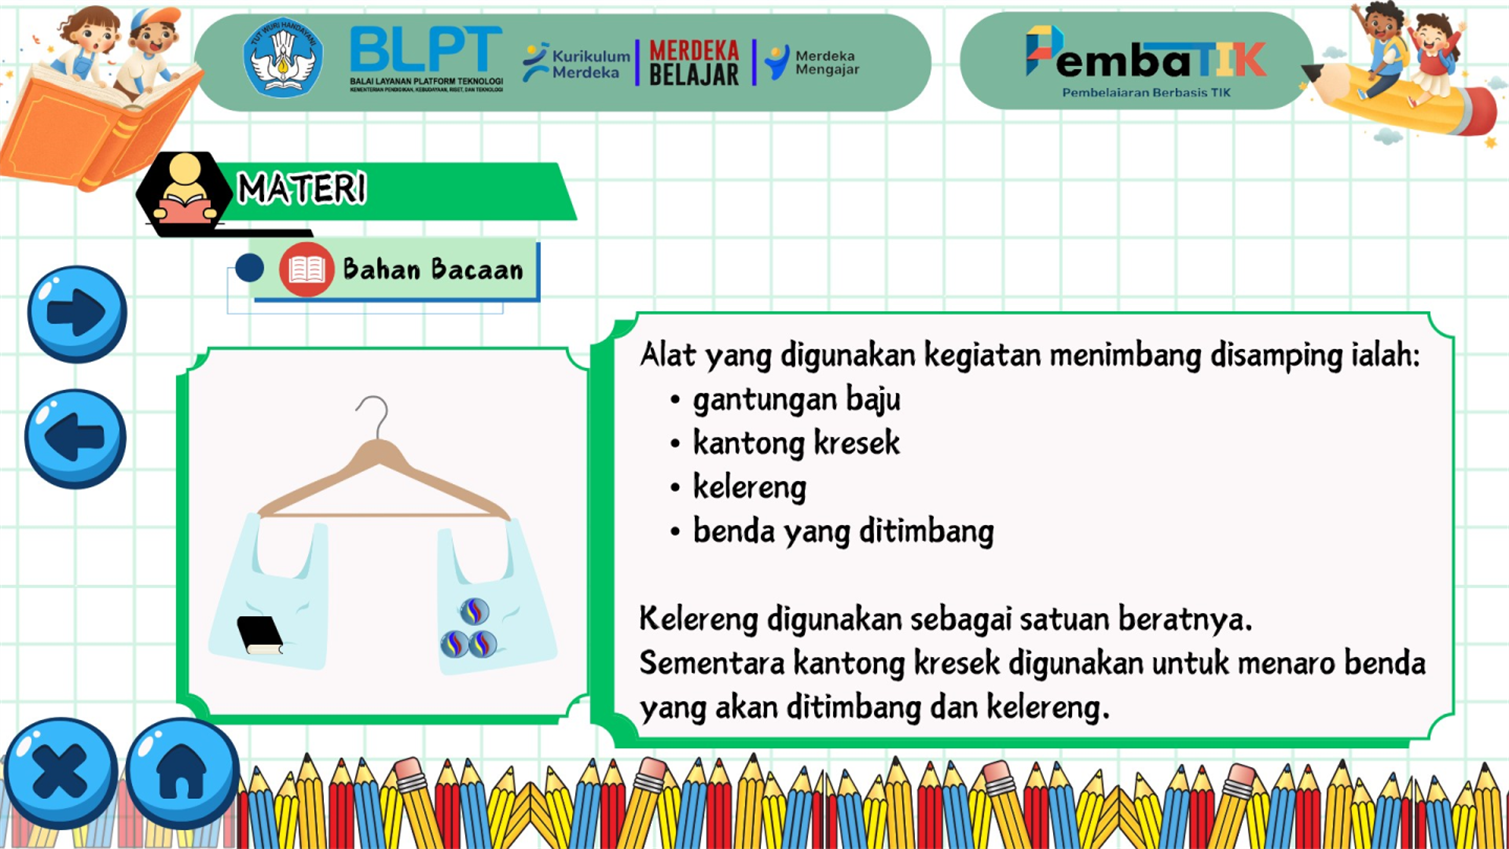 TUT WURI HANDAYANI
BLPT
BALAI LAYANAN PLATFORM TEKNOLOGI
KEMENTERIAN PENDIDIKAN, KEBUDAYAAN, RISET, DAN TEKNOLOGI
Kurikulum
Merdeka
MERDEKA
BELAJAR
Merdeka
Mengajar
PembaTIK
Pembelajaran Berbasis TIK
MATERI
Bahan Bacaan
Alat yang digunakan kegiatan menimbang disamping ialah:
• gantungan baju
• kantong kresek
• kelereng
• benda yang ditimbang
Kelereng digunakan sebagai satuan beratnya.
Sementara kantong kresek digunakan untuk menaro benda
yang akan ditimbang dan kelereng.